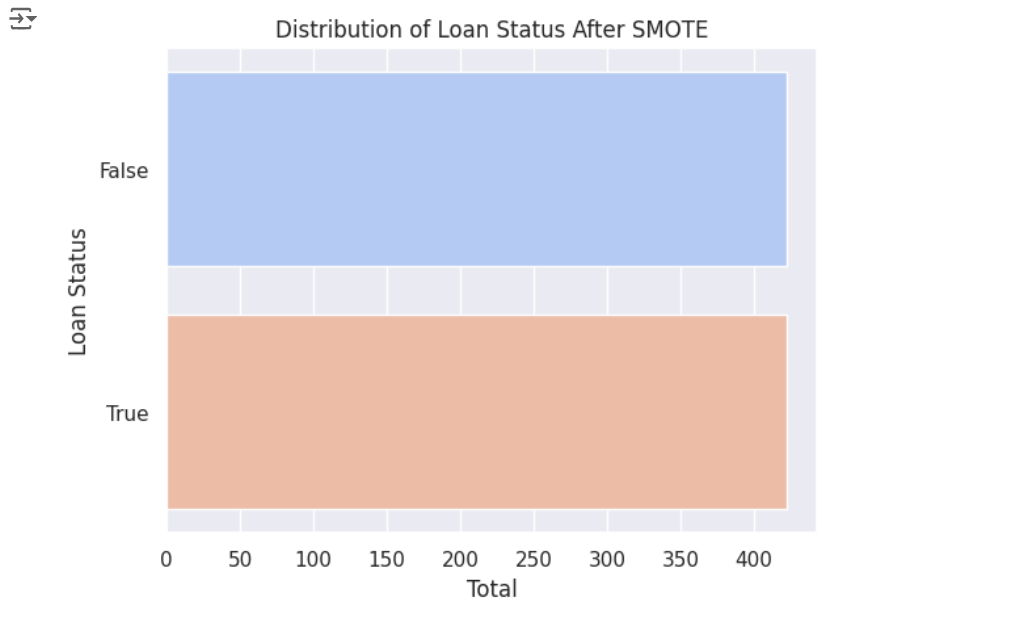 Distribution of Loan Status After SMOTE
False
Loan Status
True
0 50 100 150 200 250 300 350 400
Total